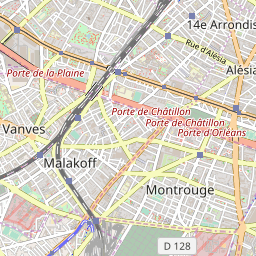 14e Arrondis
Rue d'Alésia
Alésia
Porte de la Plaine
Porte de Châtillon
Porte de Châtillon
Porte d'Orléans
Vanves
Malakoff
Montrouge
D 128